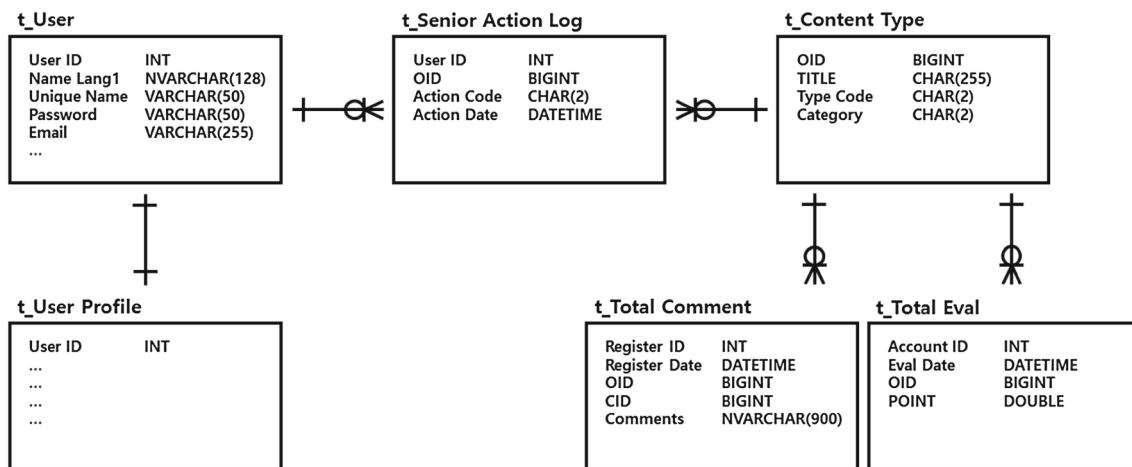 t_User
User ID INT
Name Lang1 NVARCHAR(128)
Unique Name VARCHAR(50)
Password VARCHAR(50)
Email VARCHAR(255)
...
t_Senior Action Log
User ID INT
OID BIGINT
Action Code CHAR(2)
Action Date DATETIME
t_Content Type
OID BIGINT
TITLE CHAR(255)
Type Code CHAR(2)
Category CHAR(2)
t_User Profile
User ID INT
...
...
...
...
t_Total Comment
Register ID INT
Register Date DATETIME
OID BIGINT
CID BIGINT
Comments NVARCHAR(900)
t_Total Eval
Account ID INT
Eval Date DATETIME
OID BIGINT
POINT DOUBLE